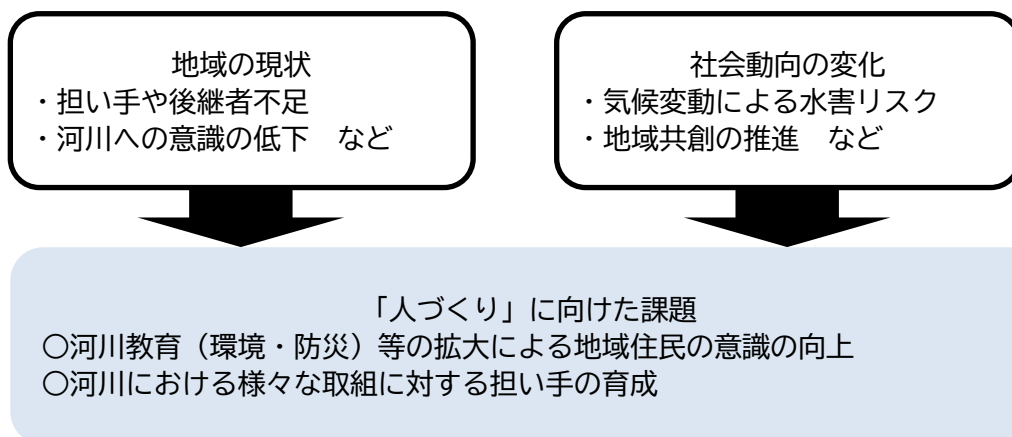 地域の現状
・担い手や後継者不足
・河川への意識の低下　など
社会動向の変化
・気候変動による水害リスク
・地域共創の推進　など
「人づくり」に向けた課題
〇河川教育（環境・防災）等の拡大による地域住民の意識の向上
〇河川における様々な取組に対する担い手の育成